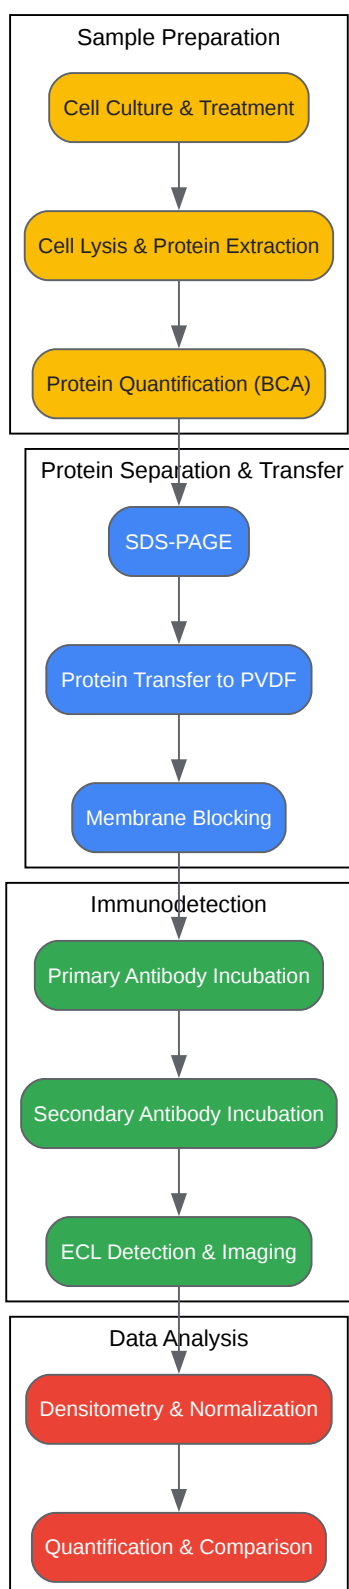 Sample Preparation
Cell Culture & Treatment
Cell Lysis & Protein Extraction
Protein Quantification (BCA)
Protein Separation & Transfer
SDS-PAGE
Protein Transfer to PVDF
Membrane Blocking
Immunodetection
Primary Antibody Incubation
Secondary Antibody Incubation
ECL Detection & Imaging
Data Analysis
Densitometry & Normalization
Quantification & Comparison